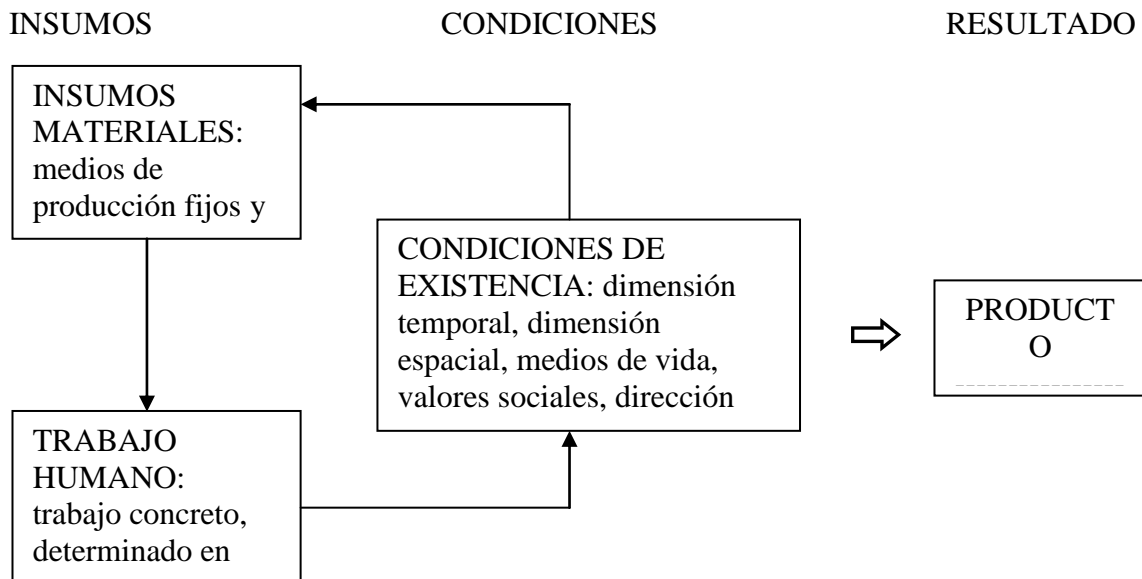 INSUMOS CONDICIONES RESULTADO
INSUMOS
MATERIALES:
medios de
producción fijos y
CONDICIONES DE
EXISTENCIA: dimensión
temporal, dimensión
espacial, medios de vida,
valores sociales, dirección
PRODUCT
O
TRABAJO
HUMANO:
trabajo concreto,
determinado en